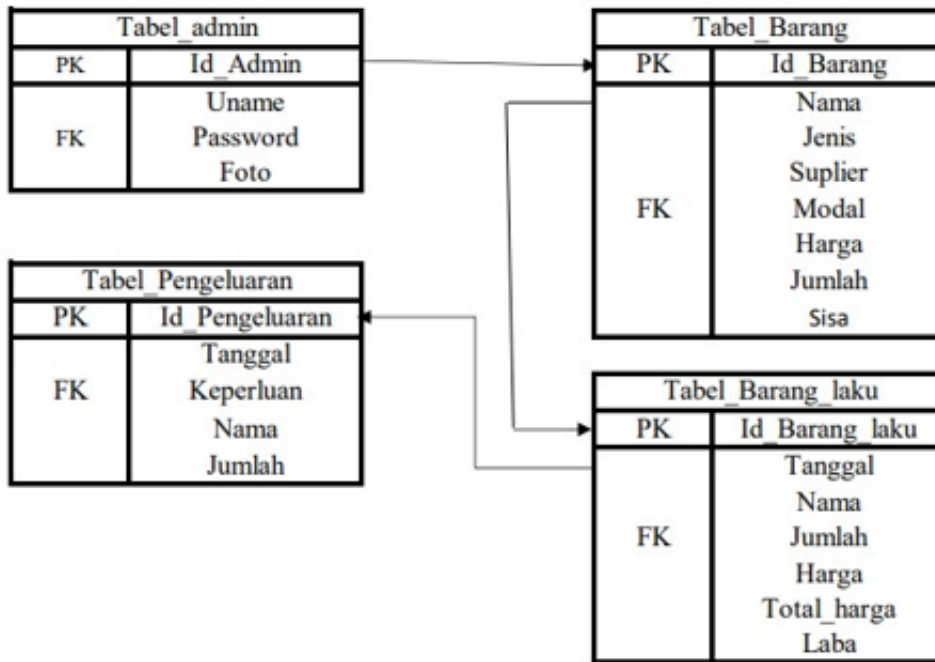 Tabel_admin
PK Id_Admin
Uname
FK Password
Foto
Tabel_Barang
PK Id_Barang
Nama
Jenis
Suplier
FK Modal
Harga
Jumlah
Sisa
Tabel_Pengeluaran
PK Id_Pengeluaran
Tanggal
FK Keperluan
Nama
Jumlah
Tabel_Barang_laku
PK Id_Barang_laku
Tanggal
Nama
FK Jumlah
Harga
Total_harga
Laba